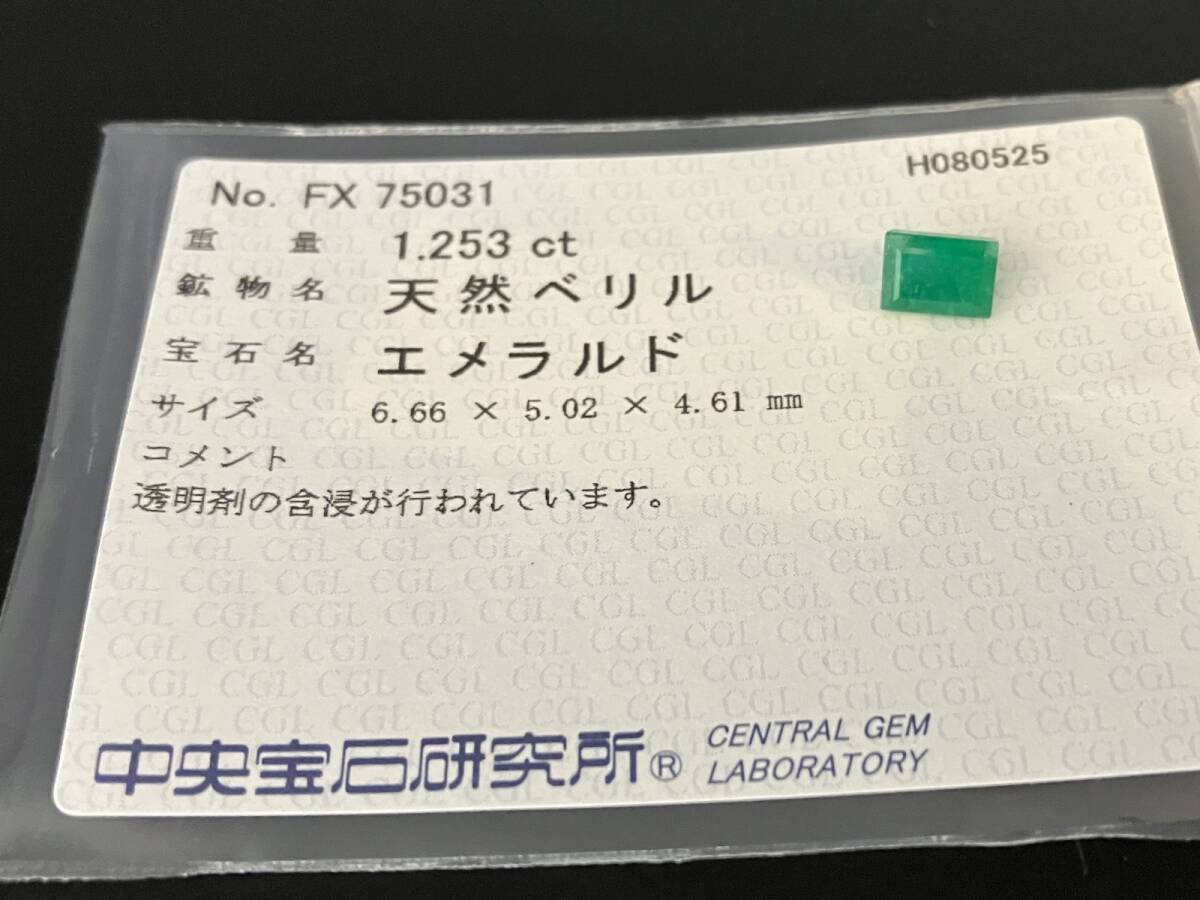 H080525
No. FX 75031
重量 1.253 ct
鉱物名 天然ベリル
宝石名 エメラルド
サイズ 6.66 × 5.02 × 4.61 mm
コメント
透明剤の含浸が行われています。
中央宝石研究所® CENTRAL GEM
LABORATORY